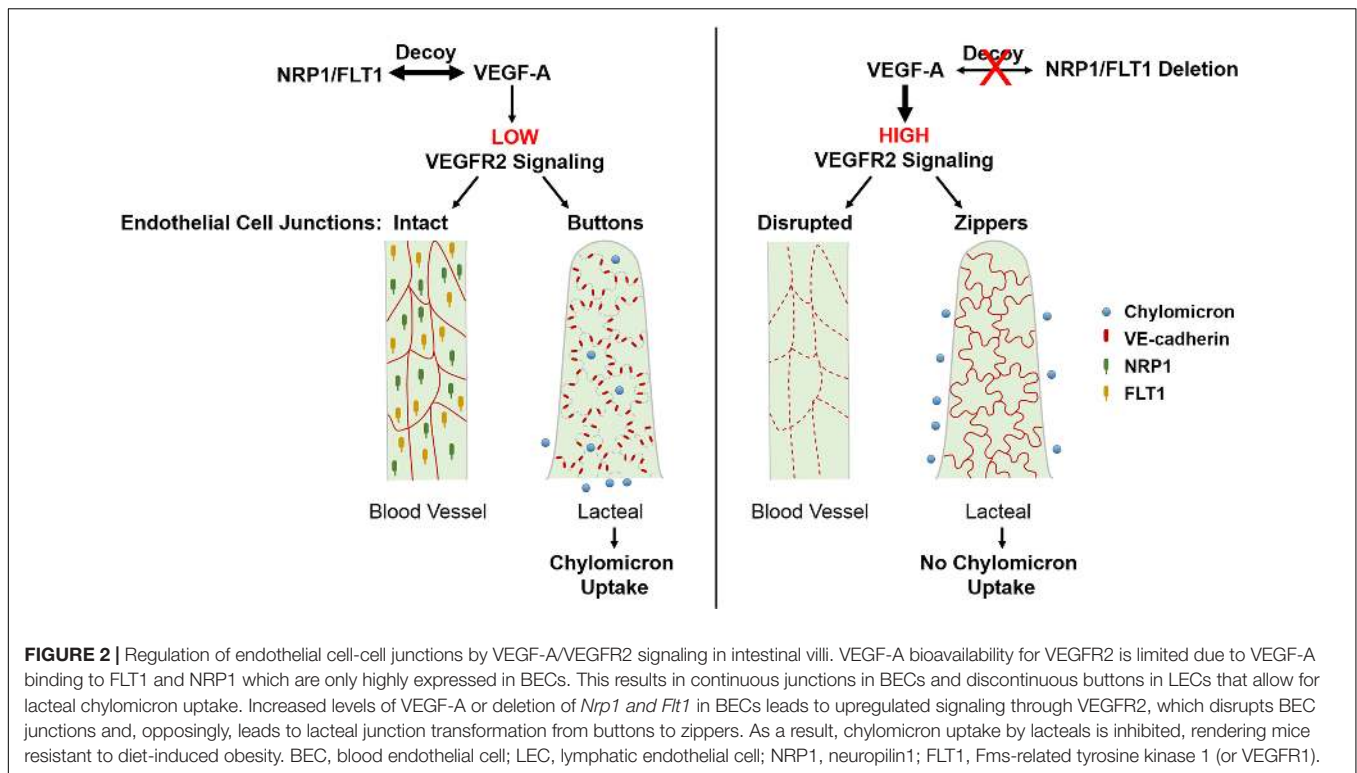 Decoy
NRP1/FLT1
VEGF-A
LOW
VEGFR2 Signaling
Endothelial Cell Junctions:
Intact
Buttons
Blood Vessel
Lacteal
Chylomicron
Uptake
Decoy
VEGF-A
NRP1/FLT1 Deletion
HIGH
VEGFR2 Signaling
Disrupted
Zippers
Blood Vessel
Lacteal
No Chylomicron
Uptake
Chylomicron
VE-cadherin
NRP1
FLT1
FIGURE 2 | Regulation of endothelial cell-cell junctions by VEGF-A/VEGFR2 signaling in intestinal villi. VEGF-A bioavailability for VEGFR2 is limited due to VEGF-A
binding to FLT1 and NRP1 which are only highly expressed in BECs. This results in continuous junctions in BECs and discontinuous buttons in LECs that allow for
lacteal chylomicron uptake. Increased levels of VEGF-A or deletion of Nrp1 and Flt1 in BECs leads to upregulated signaling through VEGFR2, which disrupts BEC
junctions and, opposingly, leads to lacteal junction transformation from buttons to zippers. As a result, chylomicron uptake by lacteals is inhibited, rendering mice
resistant to diet-induced obesity. BEC, blood endothelial cell; LEC, lymphatic endothelial cell; NRP1, neuropilin1; FLT1, Fms-related tyrosine kinase 1 (or VEGFR1).